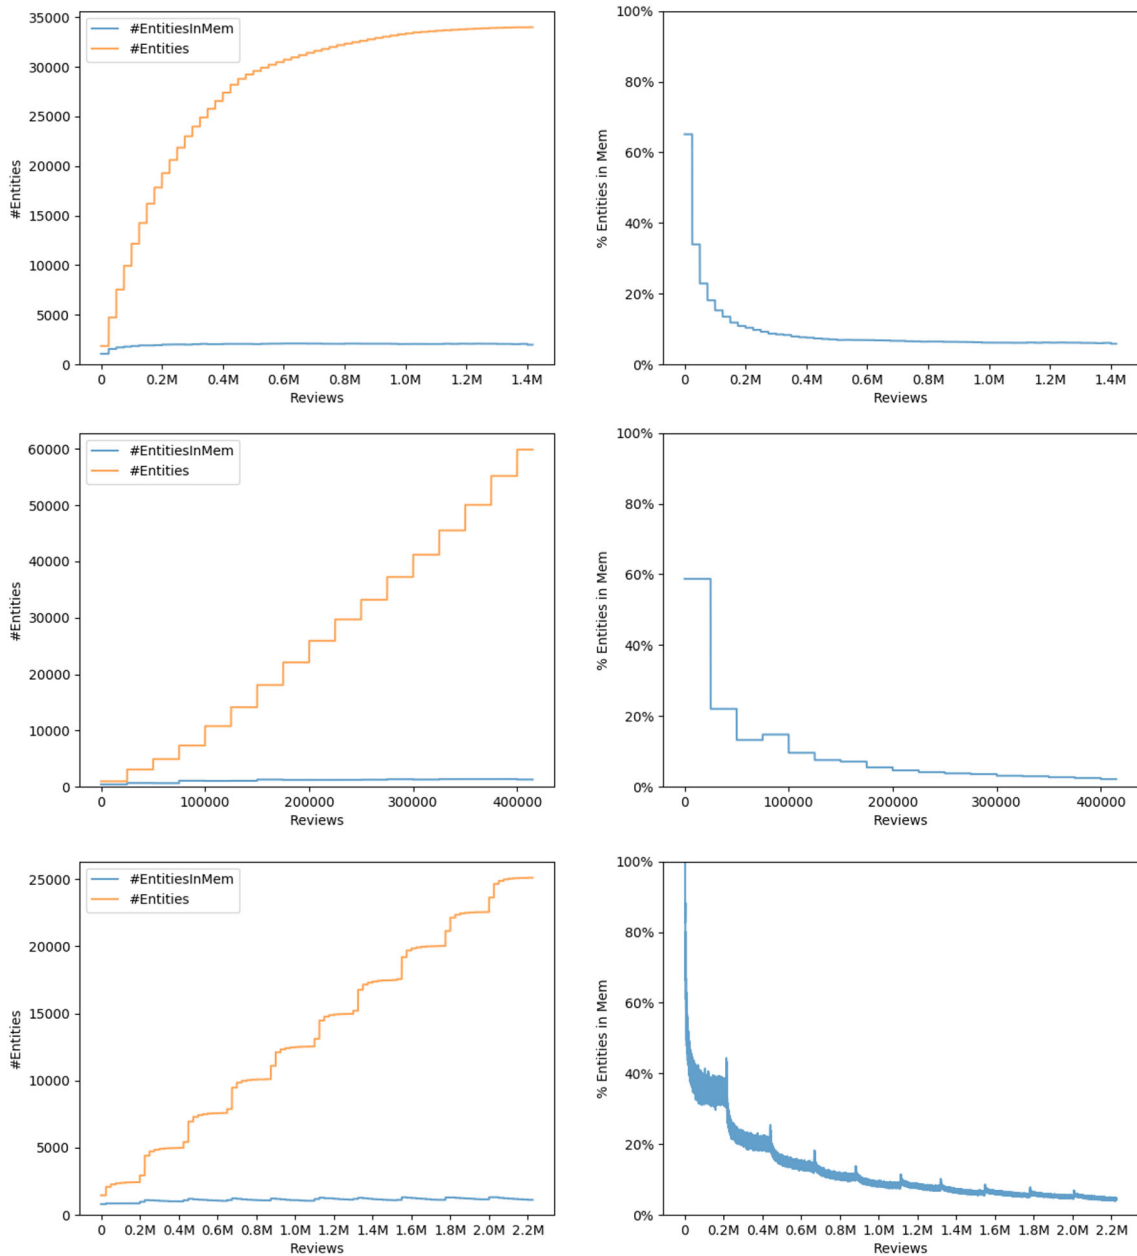 35000
30000
25000
20000
15000
10000
5000
0
#Entities
#EntitiesInMem
#Entities
0 0.2M 0.4M 0.6M 0.8M 1.0M 1.2M 1.4M
Reviews
100%
80%
60%
40%
20%
0%
% Entities in Mem
0 0.2M 0.4M 0.6M 0.8M 1.0M 1.2M 1.4M
Reviews
60000
50000
40000
30000
20000
10000
0
#Entities
#EntitiesInMem
#Entities
0 100000 200000 300000 400000
Reviews
100%
80%
60%
40%
20%
0%
% Entities in Mem
0 100000 200000 300000 400000
Reviews
25000
20000
15000
10000
5000
0
#Entities
#EntitiesInMem
#Entities
0 0.2M 0.4M 0.6M 0.8M 1.0M 1.2M 1.4M 1.6M 1.8M 2.0M 2.2M
Reviews
100%
80%
60%
40%
20%
0%
% Entities in Mem
0 0.2M 0.4M 0.6M 0.8M 1.0M 1.2M 1.4M 1.6M 1.8M 2.0M 2.2M
Reviews